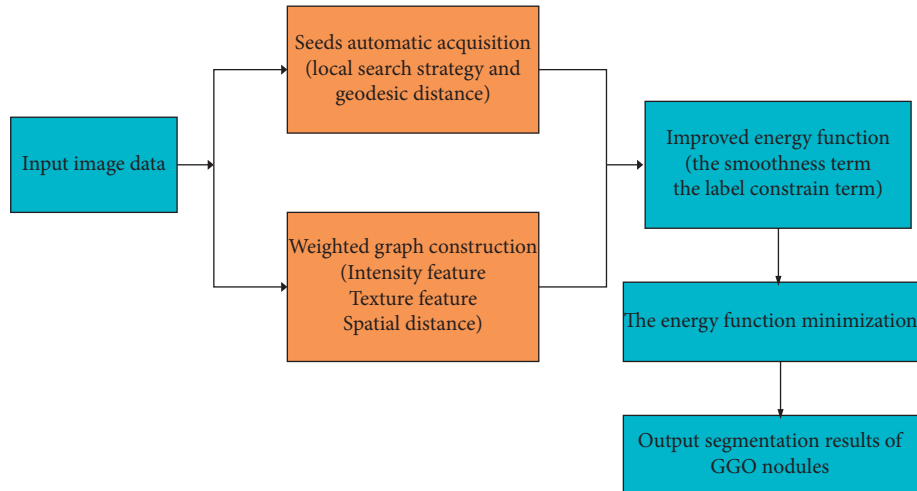 Input image data
Seeds automatic acquisition
(local search strategy and
geodesic distance)
Weighted graph construction
(Intensity feature
Texture feature
Spatial distance)
Improved energy function
(the smoothness term
the label constrain term)
The energy function minimization
Output segmentation results of
GGO nodules